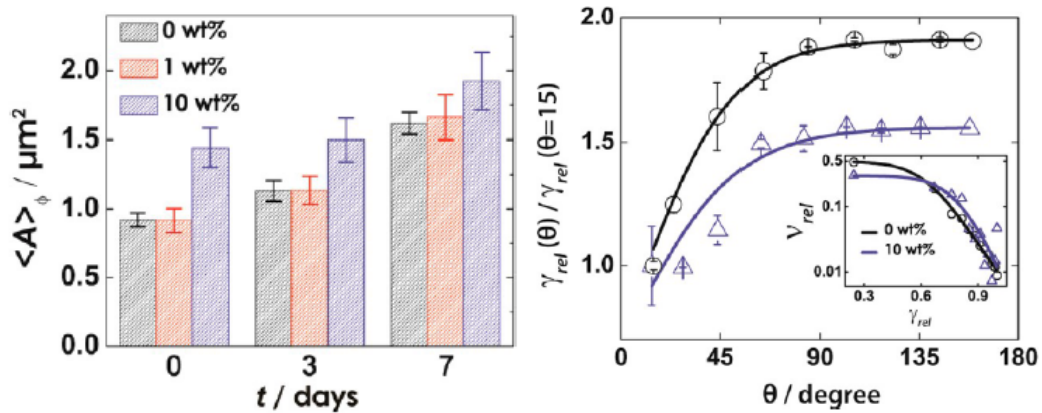 <A>ϕ / μm²
2.0
1.5
1.0
0.5
0.0
0 wt%
1 wt%
10 wt%
0 3 7
t / days
γrel(θ) / γrel(θ=15)
2.0
1.5
1.0
0 45 90 135 180
θ / degree
νrel
0.5
0.1
0.01
0 wt%
10 wt%
0.3 0.6 0.9
γrel